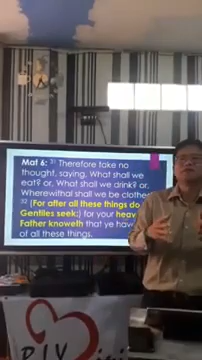 Mat 6: 31 Therefore take no
thought, saying, What shall we
eat? or, What shall we drink? or,
Wherewithal shall we be clothe
32 (For after all these things do
Gentiles seek:) for your heav
Father knoweth that ye hav
of all these things.